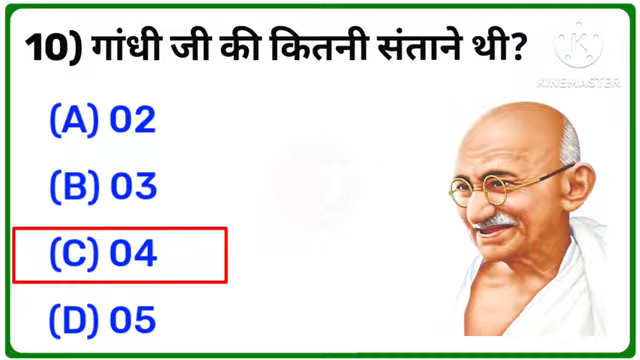 10) गांधी जी की कितनी संताने थी?
KINEMASTER
(A) 02
(B) 03
(C) 04
(D) 05